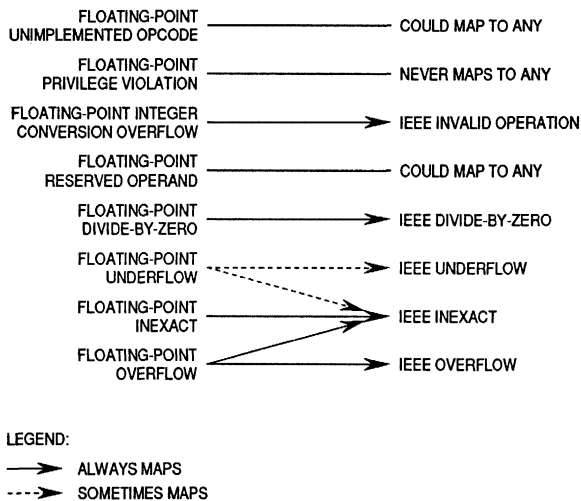 FLOATING-POINT
UNIMPLEMENTED OPCODE
COULD MAP TO ANY
FLOATING-POINT
PRIVILEGE VIOLATION
NEVER MAPS TO ANY
FLOATING-POINT INTEGER
CONVERSION OVERFLOW
IEEE INVALID OPERATION
FLOATING-POINT
RESERVED OPERAND
COULD MAP TO ANY
FLOATING-POINT
DIVIDE-BY-ZERO
IEEE DIVIDE-BY-ZERO
FLOATING-POINT
UNDERFLOW
IEEE UNDERFLOW
FLOATING-POINT
INEXACT
IEEE INEXACT
FLOATING-POINT
OVERFLOW
IEEE OVERFLOW
LEGEND:
ALWAYS MAPS
SOMETIMES MAPS